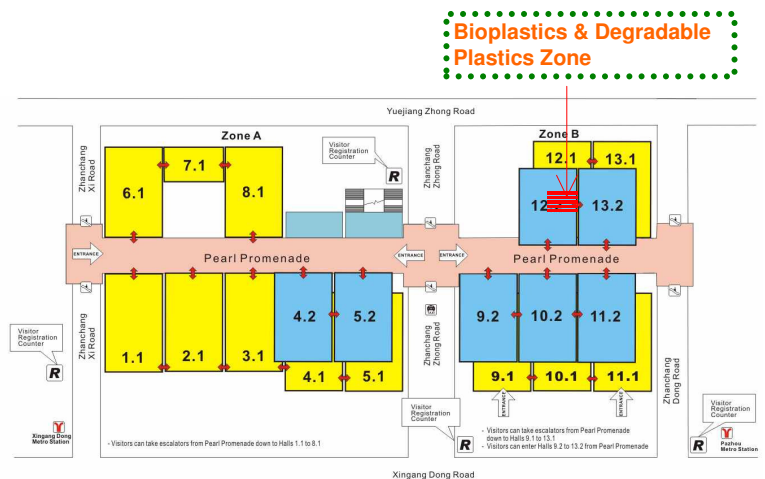 Bioplastics & Degradable
Plastics Zone
Yuejiang Zhong Road
Zone A
Zone B
Zhanchang
Xi Road
7.1
6.1
8.1
Visitor
Registration
Counter
R
Zhanchang
Zhong Road
12.1
13.1
13.2
Zhanchang
Dong Road
ENTRANCE
Pearl Promenade
ENTRANCE
ENTRANCE
Pearl Promenade
1.1
2.1
3.1
4.2
5.2
4.1
5.1
9.2
10.2
11.2
9.1
10.1
11.1
ENTRANCE
ENTRANCE
Zhanchang
Xi Road
Zhanchang
Zhong Road
Visitor
Registration
Counter
R
Xingang Dong
Metro Station
- Visitors can take escalators from Pearl Promenade down to Halls 1.1 to 8.1
Visitor
Registration
Counter
R
- Visitors can take escalators from Pearl Promenade
down to Halls 9.1 to 13.1
- Visitors can enter Halls 9.2 to 13.2 from Pearl Promenade
Zhanchang
Dong Road
Visitor
Registration
Counter
R
Pazhou
Metro Station
Xingang Dong Road